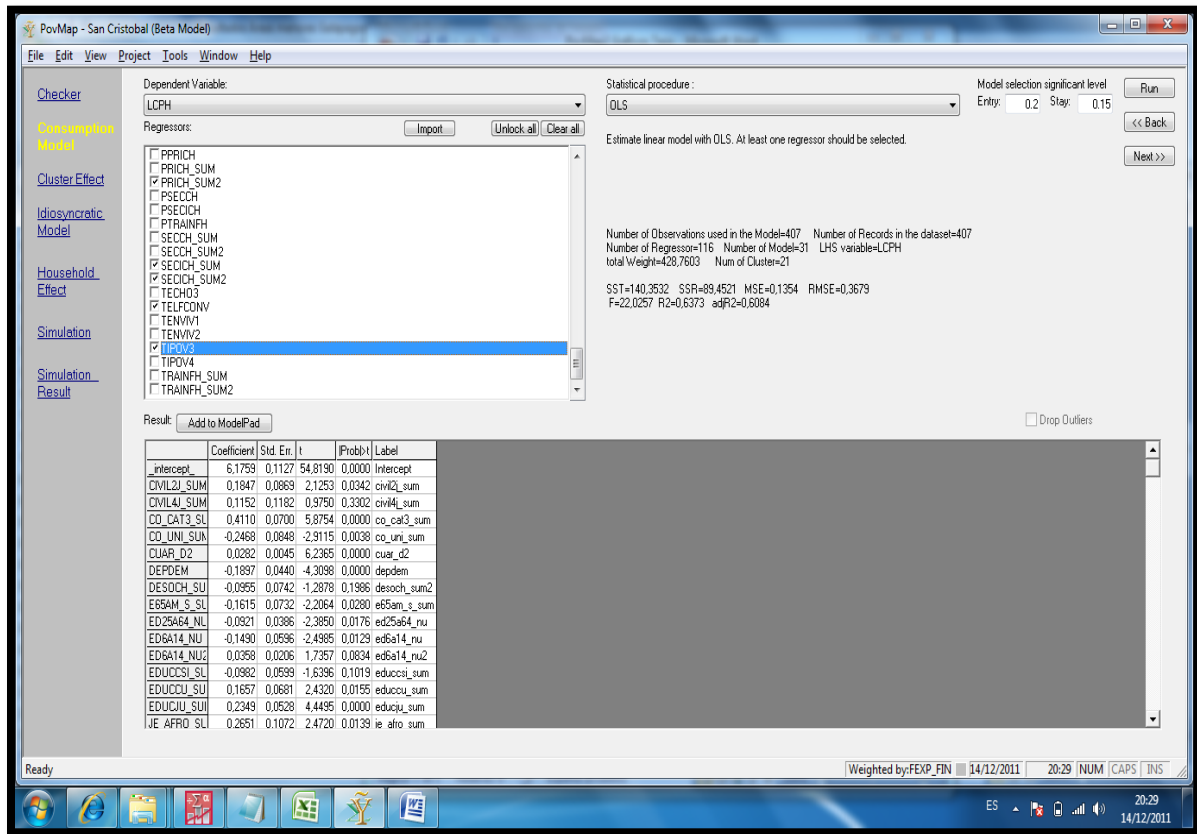 PovMap - San Cristobal (Beta Model)
File Edit View Project Tools Window Help
Checker
Consumption
Model
Cluster Effect
Idiosyncratic
Model
Household
Effect
Simulation
Simulation
Result
Dependent Variable:
LCPH
Regressors:
Import
Unlock all
Clear all
PPRICH
PRICH_SUM
PRICH_SUM2
PSECCH
PSECICH
PTRAINFH
SECCH_SUM
SECCH_SUM2
SECICH_SUM
SECICH_SUM2
TECHO3
TELFCONV
TENVIV1
TENVIV2
TIPOV3
TIPOV4
TRAINFH_SUM
TRAINFH_SUM2
Statistical procedure :
OLS
Estimate linear model with OLS. At least one regressor should be selected.
Model selection significant level
Entry: 0.2 Stay: 0.15
Run
<< Back
Next >>
Number of Observations used in the Model=407 Number of Records in the dataset=407
Number of Regressor=116 Number of Model=31 LHS variable=LCPH
total Weight=428,7603 Num of Cluster=21
SST=140,3532 SSR=89,4521 MSE=0,1354 RMSE=0,3679
F=22,0257 R2=0,6373 adjR2=0,6084
Result:
Add to ModelPad
Drop Outliers
Coefficient Std. Err. t |Prob|>t Label
_intercept_ 6,1759 0,1127 54,8190 0,0000 Intercept
CIVIL2J_SUM 0,1847 0,0869 2,1253 0,0342 civil2j_sum
CIVIL4J_SUM 0,1152 0,1182 0,9750 0,3302 civil4j_sum
CO_CAT3_SU 0,4110 0,0700 5,8754 0,0000 co_cat3_sum
CO_UNI_SUM -0,2468 0,0848 -2,9115 0,0038 co_uni_sum
CUAR_D2 0,0282 0,0045 6,2365 0,0000 cuar_d2
DEPDEM -0,1897 0,0440 -4,3098 0,0000 depdem
DESOCH_SU -0,0955 0,0742 -1,2878 0,1986 desoch_sum2
E65AM_S_SU -0,1615 0,0732 -2,2064 0,0280 e65am_s_sum
ED25A64_NU -0,0921 0,0386 -2,3850 0,0176 ed25a64_nu
ED6A14_NU -0,1490 0,0596 -2,4985 0,0129 ed6a14_nu
ED6A14_NU2 0,0358 0,0206 1,7357 0,0834 ed6a14_nu2
EDUCCSI_SU -0,0982 0,0599 -1,6396 0,1019 educcsi_sum
EDUCCU_SU 0,1657 0,0681 2,4320 0,0155 educcu_sum
EDUCJU_SUI 0,2349 0,0528 4,4495 0,0000 educju_sum
JE_AFRO_SU 0,2651 0,1072 2,4720 0,0139 je_afro_sum
Ready
Weighted by:FEXP_FIN 14/12/2011 20:29 NUM CAPS INS
ES
20:29
14/12/2011